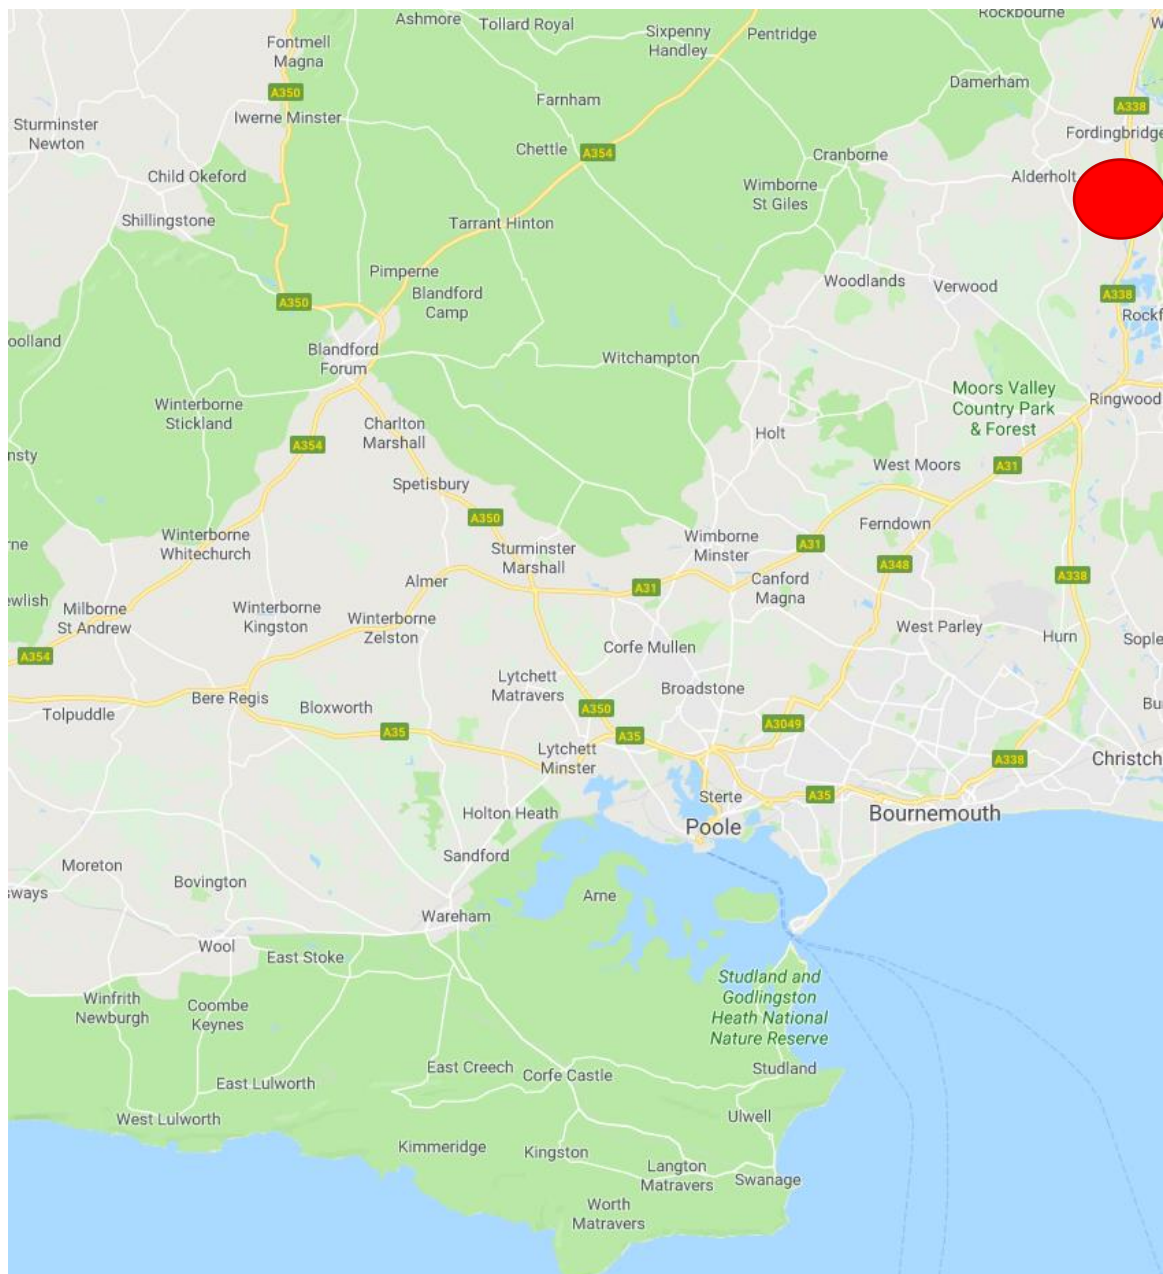 Ashmore
Tollard Royal
Rockbourne
W
Fontmell
Magna
Sixpenny
Handley
Pentridge
Damerham
A350
Farnham
A338
Iwerne Minster
Sturminster
Newton
Fordingbridge
Chettle
A354
Cranborne
Child Okeford
Alderholt
Wimborne
St Giles
Shillingstone
Tarrant Hinton
Pimperne
Woodlands
Verwood
Blandford
Camp
A350
A338
Rockf
oolland
Blandford
Forum
Witchampton
Moors Valley
Country Park
& Forest
Ringwood
Winterborne
Stickland
Charlton
Marshall
Holt
A354
nsty
West Moors
A31
Spetisbury
A350
Ferndown
Winterborne
Whitechurch
Sturminster
Marshall
Wimborne
Minster
A31
rne
A348
A338
Almer
A31
Canford
Magna
ewlish
Milborne
St Andrew
Winterborne
Kingston
Winterborne
Zelston
West Parley
Hurn
Sople
Corfe Mullen
A354
Lytchett
Matravers
Broadstone
Bere Regis
Bloxworth
A350
Bu
Tolpuddle
A3049
A35
A35
Lytchett
Minster
A338
Christch
Sterte
A35
Holton Heath
Poole
Bournemouth
Sandford
Moreton
Bovington
sways
Arne
Wareham
Wool
East Stoke
Studland and
Godlingston
Heath National
Nature Reserve
Winfrith
Newburgh
Coombe
Keynes
East Creech
Corfe Castle
Studland
East Lulworth
West Lulworth
Ulwell
Kimmeridge
Kingston
Langton
Matravers
Swanage
Worth
Matravers